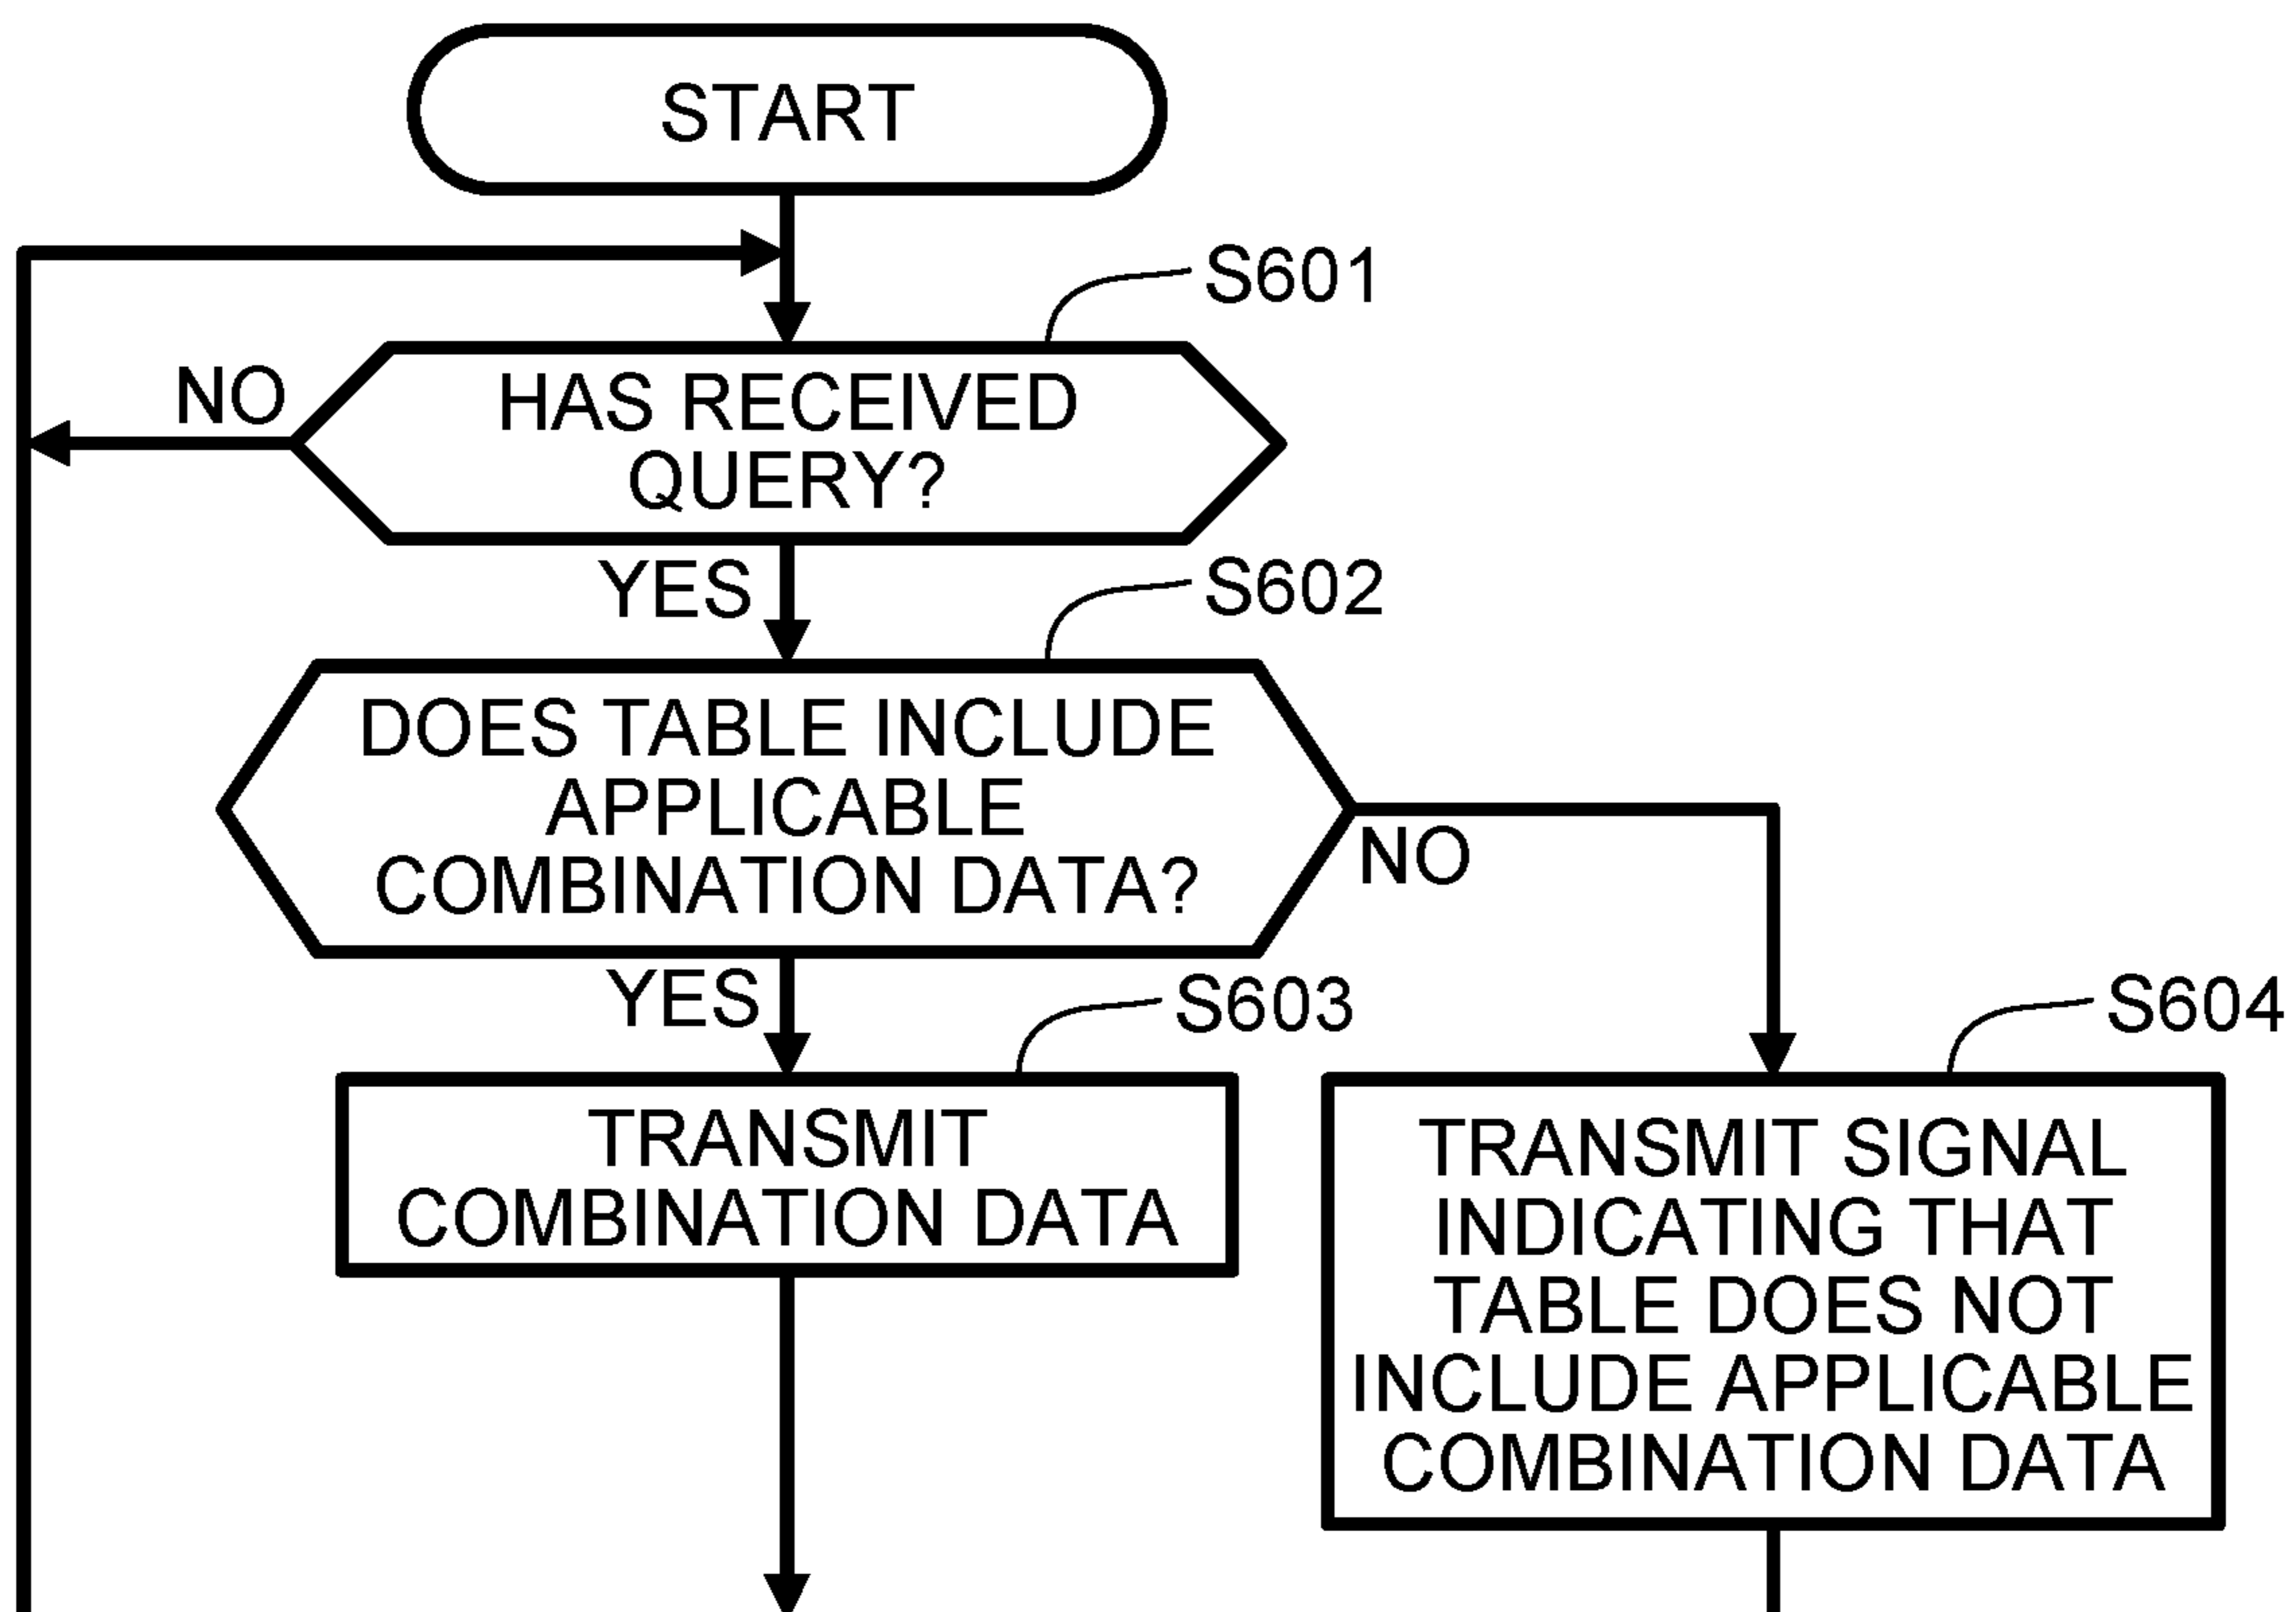 START
S601
NO
HAS RECEIVED
QUERY?
YES
S602
DOES TABLE INCLUDE
APPLICABLE
COMBINATION DATA?
NO
YES
S603
S604
TRANSMIT
COMBINATION DATA
TRANSMIT SIGNAL
INDICATING THAT
TABLE DOES NOT
INCLUDE APPLICABLE
COMBINATION DATA